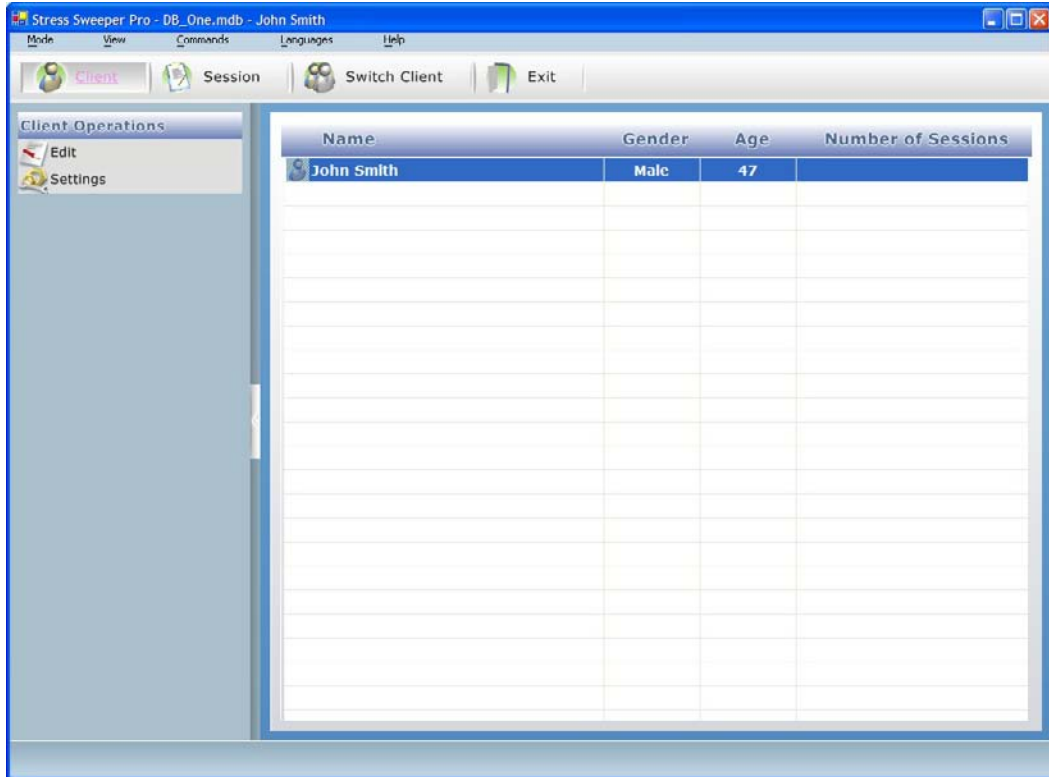 Stress Sweeper Pro - DB_One.mdb - John Smith
Mode View Commands Languages Help
Client Session Switch Client Exit
Client Operations
Edit
Settings
Name Gender Age Number of Sessions
John Smith Male 47